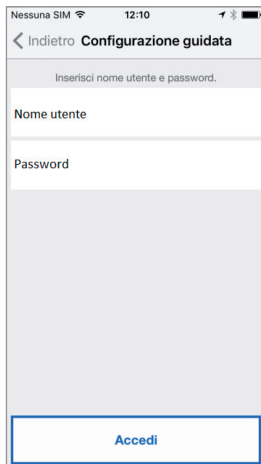 Nessuna SIM 12:10
Indietro Configurazione guidata
Inserisci nome utente e password.
Nome utente
Password
Accedi